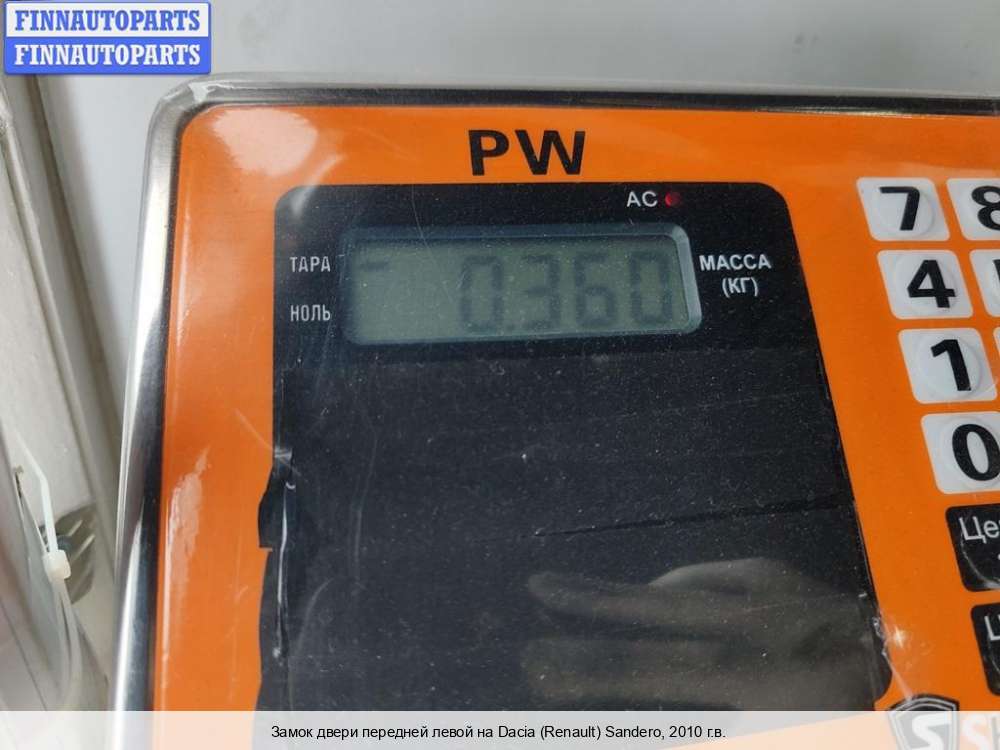 FINNAUTOPARTS
FINNAUTOPARTS
PW
AC
ТАРА
0.360
МАССА
(КГ)
НОЛЬ
7 8
4
1
0
Замок двери передней левой на Dacia (Renault) Sandero, 2010 г.в.